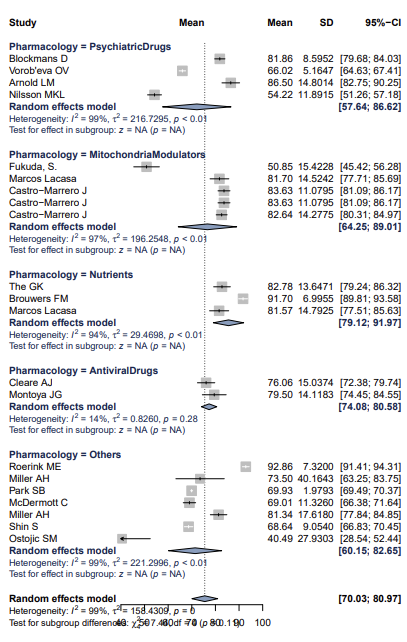 Study Mean Mean SD 95%-CI
Pharmacology = PsychiatricDrugs
Blockmans D 81.86 8.5952 [79.68; 84.03]
Vorob'eva OV 66.02 5.1647 [64.63; 67.41]
Arnold LM 86.50 14.8014 [82.75; 90.25]
Nilsson MKL 54.22 11.8915 [51.26; 57.18]
Random effects model [57.64; 86.62]
Heterogeneity: I² = 99%, τ² = 216.7295, p < 0.01
Test for effect in subgroup: z = NA (p = NA)
Pharmacology = MitochondriaModulators
Fukuda, S. 50.85 15.4228 [45.42; 56.28]
Marcos Lacasa 81.70 14.5242 [77.71; 85.69]
Castro−Marrero J 83.63 11.0795 [81.09; 86.17]
Castro−Marrero J 83.63 11.0795 [81.09; 86.17]
Castro−Marrero J 82.64 14.2775 [80.31; 84.97]
Random effects model [64.25; 89.01]
Heterogeneity: I² = 97%, τ² = 196.2548, p < 0.01
Test for effect in subgroup: z = NA (p = NA)
Pharmacology = Nutrients
The GK 82.78 13.6471 [79.24; 86.32]
Brouwers FM 91.70 6.9955 [89.81; 93.58]
Marcos Lacasa 81.57 14.7925 [77.51; 85.63]
Random effects model [79.12; 91.97]
Heterogeneity: I² = 94%, τ² = 29.4698, p < 0.01
Test for effect in subgroup: z = NA (p = NA)
Pharmacology = AntiviralDrugs
Cleare AJ 76.06 15.0374 [72.38; 79.74]
Montoya JG 79.50 14.1183 [74.45; 84.55]
Random effects model [74.08; 80.58]
Heterogeneity: I² = 14%, τ² = 0.8260, p = 0.28
Test for effect in subgroup: z = NA (p = NA)
Pharmacology = Others
Roerink ME 92.86 7.3200 [91.41; 94.31]
Miller AH 73.50 40.1643 [63.25; 83.75]
Park SB 69.93 1.9793 [69.49; 70.37]
McDermott C 69.01 11.3260 [66.38; 71.64]
Miller AH 81.34 17.6180 [77.84; 84.85]
Shin S 68.64 9.0540 [66.83; 70.45]
Ostojic SM 40.49 27.9303 [28.54; 52.44]
Random effects model [60.15; 82.65]
Heterogeneity: I² = 99%, τ² = 221.2996, p < 0.01
Test for effect in subgroup: z = NA (p = NA)
Random effects model [70.03; 80.97]
Heterogeneity: I² = 99%, τ² = 158.4309, p = 0
Test for subgroup differences: 90 100